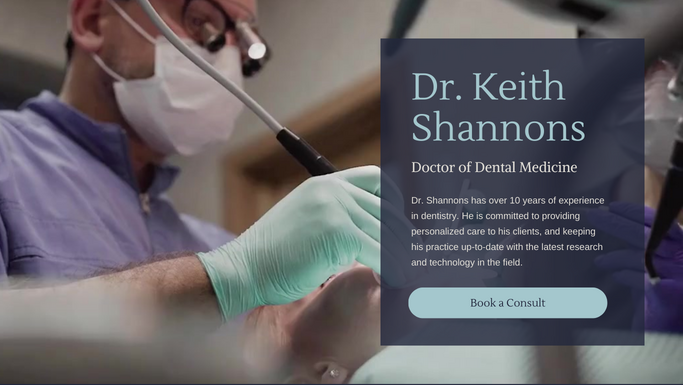 Dr. Keith
Shannons
Doctor of Dental Medicine
Dr. Shannons has over 10 years of experience
in dentistry. He is committed to providing
personalized care to his clients, and keeping
his practice up-to-date with the latest research
and technology in the field.
Book a Consult